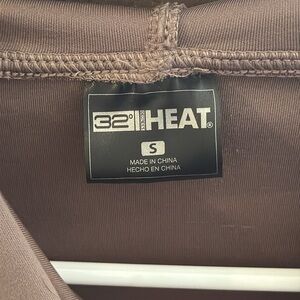 32° HEAT®
S
MADE IN CHINA
HECHO EN CHINA